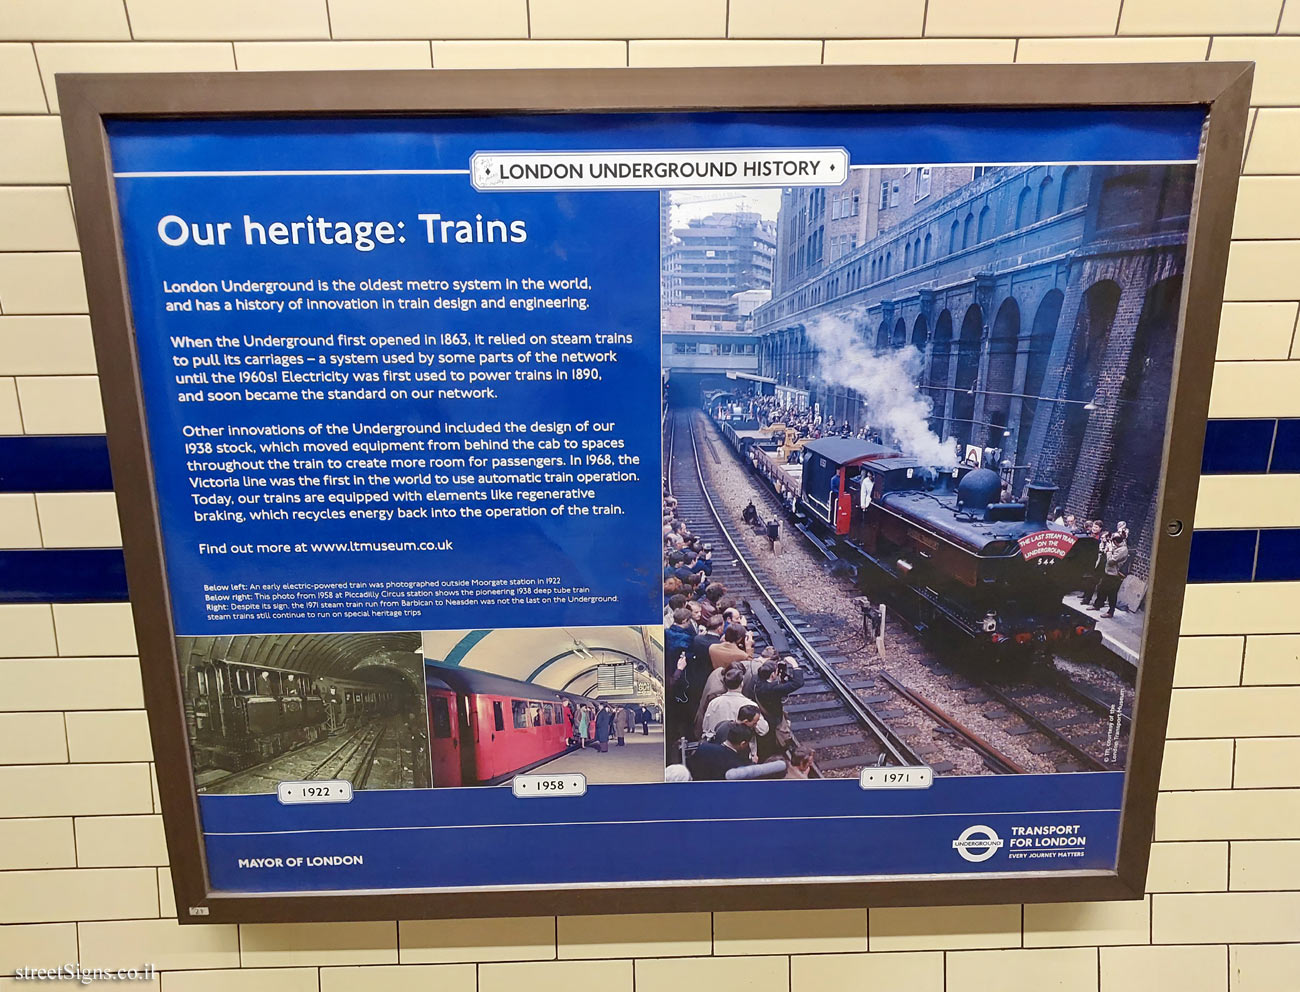 LONDON UNDERGROUND HISTORY
Our heritage: Trains
London Underground is the oldest metro system in the world,
and has a history of innovation in train design and engineering.
When the Underground first opened in 1863, it relied on steam trains
to pull its carriages – a system used by some parts of the network
until the 1960s! Electricity was first used to power trains in 1890,
and soon became the standard on our network.
Other innovations of the Underground included the design of our
1938 stock, which moved equipment from behind the cab to spaces
throughout the train to create more room for passengers. In 1968, the
Victoria line was the first in the world to use automatic train operation.
Today, our trains are equipped with elements like regenerative
braking, which recycles energy back into the operation of the train.
Find out more at www.ltmuseum.co.uk
Below left: An early electric-powered train was photographed outside Moorgate station in 1922
Below right: This photo from 1958 at Piccadilly Circus station shows the pioneering 1938 deep tube train
Right: Despite its sign, the 1971 steam train run from Barbican to Neasden was not the last on the Underground.
steam trains still continue to run on special heritage trips
THE LAST STEAM TRAIN
ON THE
UNDERGROUND
544
© TfL courtesy of the
London Transport Museum
1922
1958
1971
MAYOR OF LONDON
UNDERGROUND
TRANSPORT
FOR LONDON
EVERY JOURNEY MATTERS
21
streetSigns.co.il